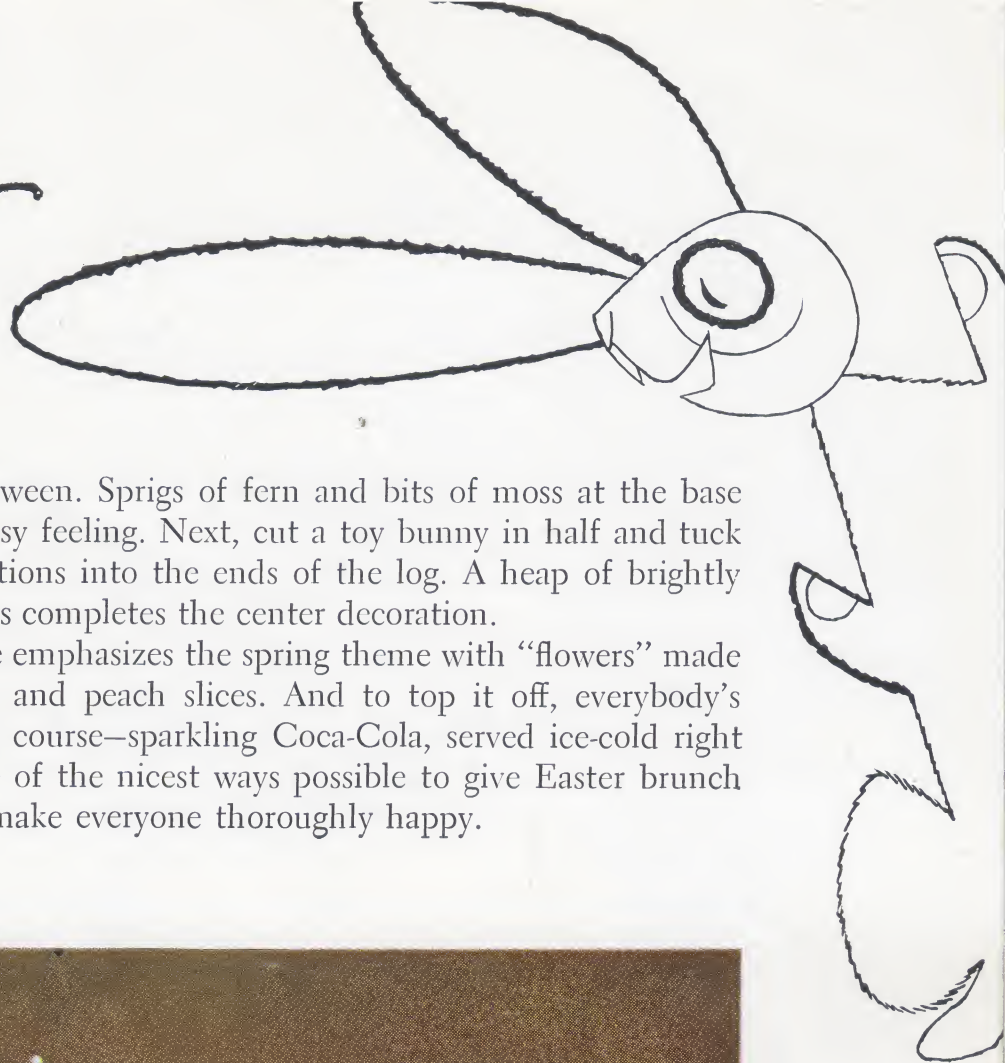 ween. Sprigs of fern and bits of moss at the base
sy feeling. Next, cut a toy bunny in half and tuck
tions into the ends of the log. A heap of brightly
s completes the center decoration.
e emphasizes the spring theme with “flowers” made
and peach slices. And to top it off, everybody’s
course—sparkling Coca-Cola, served ice-cold right
of the nicest ways possible to give Easter brunch
make everyone thoroughly happy.